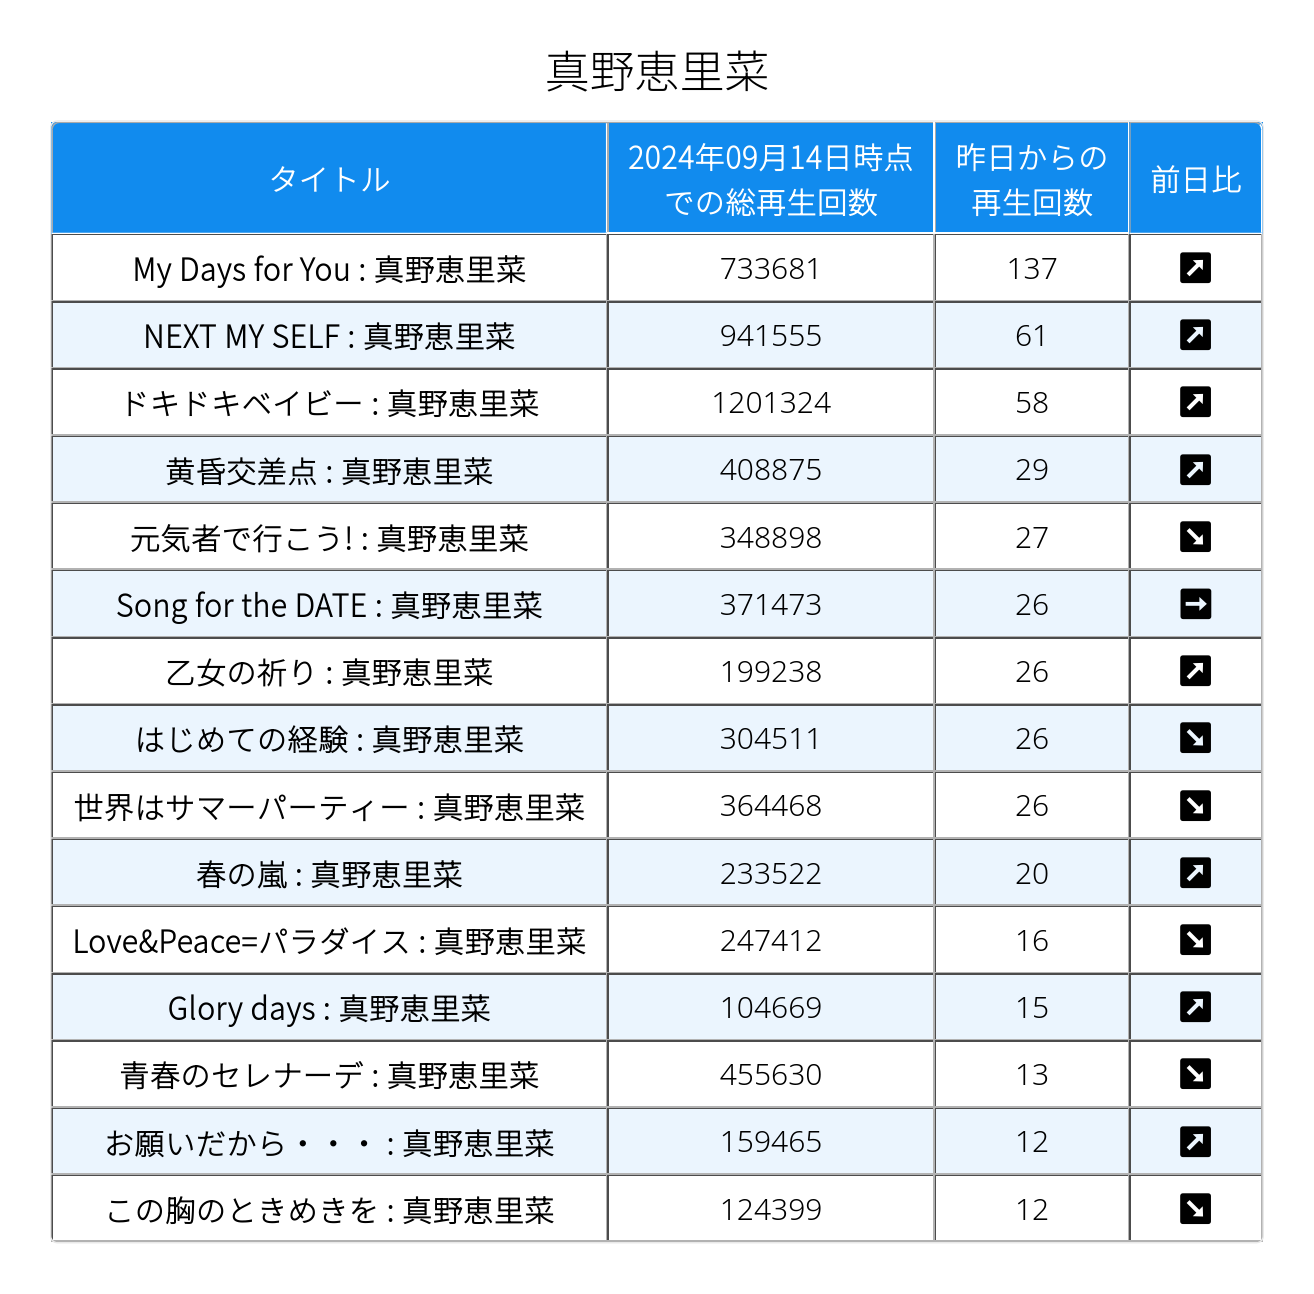 真野恵里菜
タイトル
2024年09月14日時点
での総再生回数
昨日からの
再生回数
前日比
My Days for You : 真野恵里菜 733681 137 ↗
NEXT MY SELF : 真野恵里菜 941555 61 ↗
ドキドキベイビー : 真野恵里菜 1201324 58 ↗
黄昏交差点 : 真野恵里菜 408875 29 ↗
元気者で行こう! : 真野恵里菜 348898 27 ↘
Song for the DATE : 真野恵里菜 371473 26 →
乙女の祈り : 真野恵里菜 199238 26 ↗
はじめての経験 : 真野恵里菜 304511 26 ↘
世界はサマーパーティー : 真野恵里菜 364468 26 ↘
春の嵐 : 真野恵里菜 233522 20 ↗
Love&Peace=パラダイス : 真野恵里菜 247412 16 ↘
Glory days : 真野恵里菜 104669 15 ↗
青春のセレナーデ : 真野恵里菜 455630 13 ↘
お願いだから・・・ : 真野恵里菜 159465 12 ↗
この胸のときめきを : 真野恵里菜 124399 12 ↘